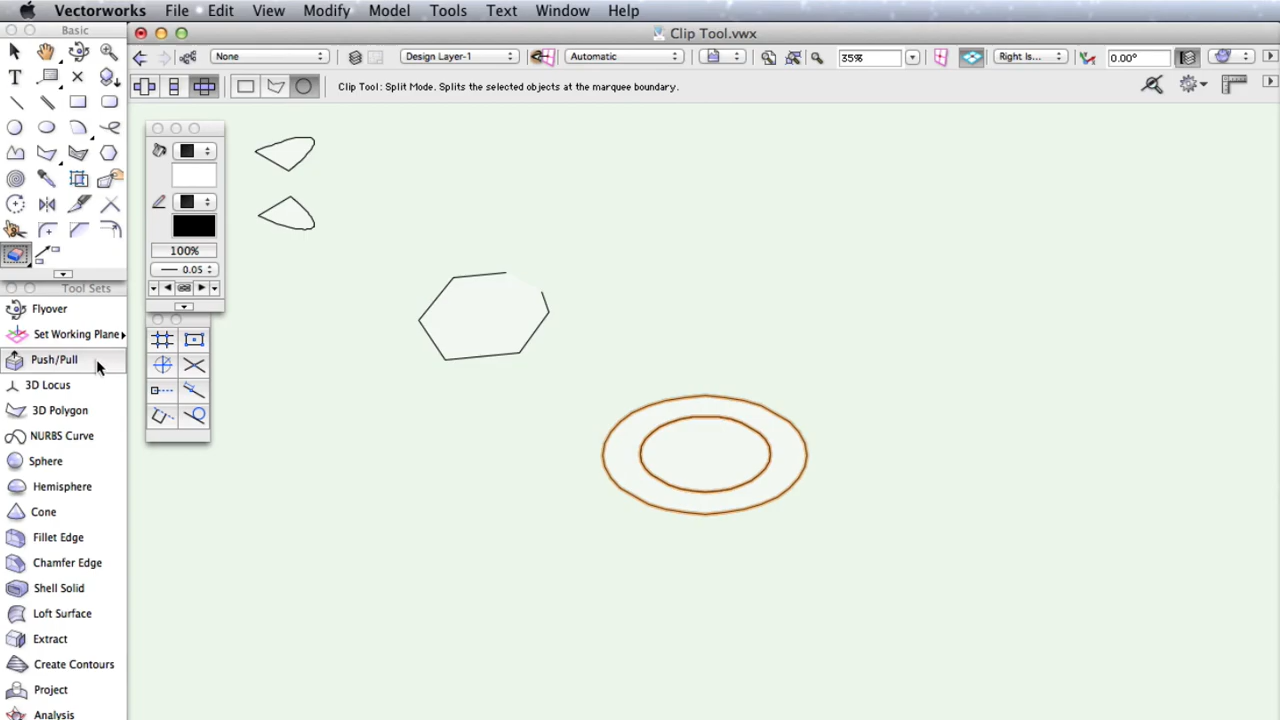 Vectorworks File Edit View Modify Model Tools Text Window Help
Basic
Clip Tool.vwx
None
Design Layer-1
Automatic
35%
Right Is...
0.00°
Clip Tool: Split Mode. Splits the selected objects at the marquee boundary.
T
100%
0.05
Tool Sets
Flyover
Set Working Plane
Push/Pull
3D Locus
3D Polygon
NURBS Curve
Sphere
Hemisphere
Cone
Fillet Edge
Chamfer Edge
Shell Solid
Loft Surface
Extract
Create Contours
Project
Analysis